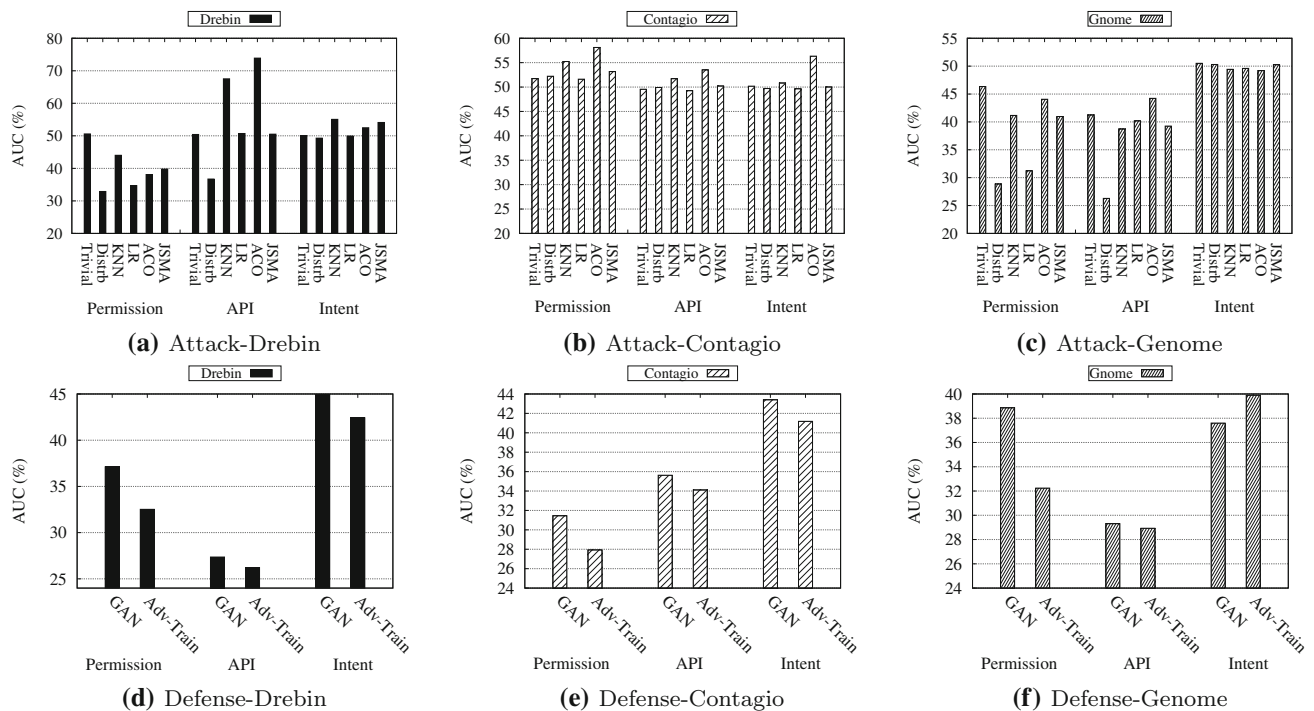 Drebin
80
70
60
50
40
30
20
AUC (%)
Trivial
Distrb
KNN
LR
ACO
JSMA
Trivial
Distrb
KNN
LR
ACO
JSMA
Trivial
Distrb
KNN
LR
ACO
JSMA
Permission API Intent
(a) Attack-Drebin
Contagio
60
55
50
45
40
35
30
25
20
AUC (%)
Trivial
Distrb
KNN
LR
ACO
JSMA
Trivial
Distrb
KNN
LR
ACO
JSMA
Trivial
Distrb
KNN
LR
ACO
JSMA
Permission API Intent
(b) Attack-Contagio
Gnome
55
50
45
40
35
30
25
20
AUC (%)
Trivial
Distrb
KNN
LR
ACO
JSMA
Trivial
Distrb
KNN
LR
ACO
JSMA
Trivial
Distrb
KNN
LR
ACO
JSMA
Permission API Intent
(c) Attack-Genome
Drebin
45
40
35
30
25
AUC (%)
GAN
Adv-Train
GAN
Adv-Train
GAN
Adv-Train
Permission API Intent
(d) Defense-Drebin
Contagio
44
42
40
38
36
34
32
30
28
26
24
AUC (%)
GAN
Adv-Train
GAN
Adv-Train
GAN
Adv-Train
Permission API Intent
(e) Defense-Contagio
Gnome
40
38
36
34
32
30
28
26
24
AUC (%)
GAN
Adv-Train
GAN
Adv-Train
GAN
Adv-Train
Permission API Intent
(f) Defense-Genome